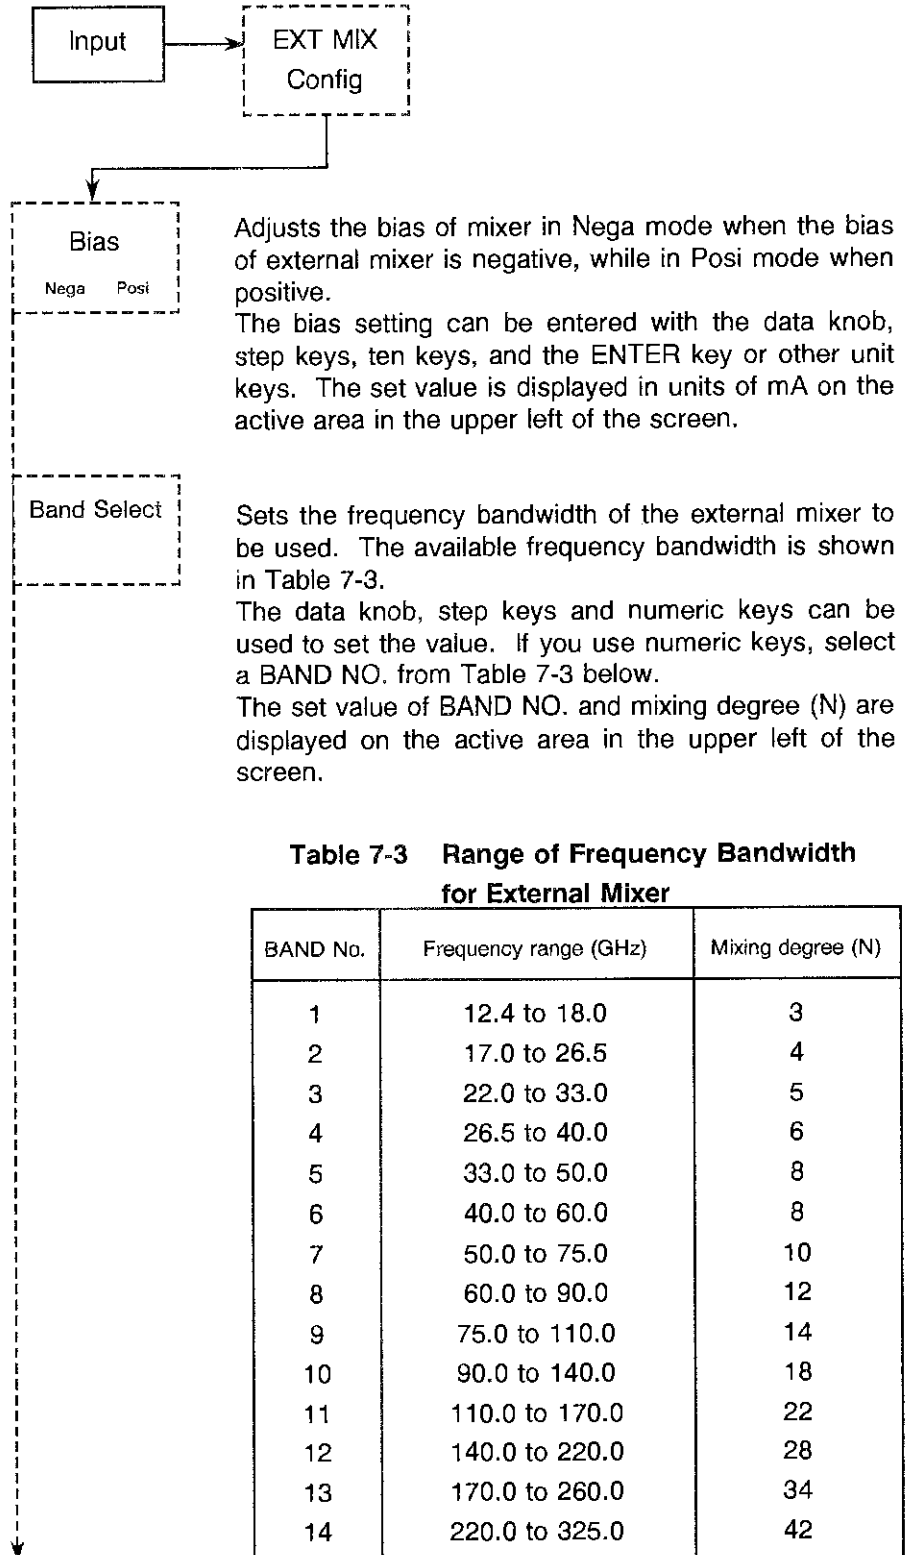 Input
EXT MIX
Config
Bias
Nega Posi
Adjusts the bias of mixer in Nega mode when the bias
of external mixer is negative, while in Posi mode when
positive.
The bias setting can be entered with the data knob,
step keys, ten keys, and the ENTER key or other unit
keys. The set value is displayed in units of mA on the
active area in the upper left of the screen.
Band Select
Sets the frequency bandwidth of the external mixer to
be used. The available frequency bandwidth is shown
in Table 7-3.
The data knob, step keys and numeric keys can be
used to set the value. If you use numeric keys, select
a BAND NO. from Table 7-3 below.
The set value of BAND NO. and mixing degree (N) are
displayed on the active area in the upper left of the
screen.
Table 7-3 Range of Frequency Bandwidth
for External Mixer
BAND No. Frequency range (GHz) Mixing degree (N)
1 12.4 to 18.0 3
2 17.0 to 26.5 4
3 22.0 to 33.0 5
4 26.5 to 40.0 6
5 33.0 to 50.0 8
6 40.0 to 60.0 8
7 50.0 to 75.0 10
8 60.0 to 90.0 12
9 75.0 to 110.0 14
10 90.0 to 140.0 18
11 110.0 to 170.0 22
12 140.0 to 220.0 28
13 170.0 to 260.0 34
14 220.0 to 325.0 42